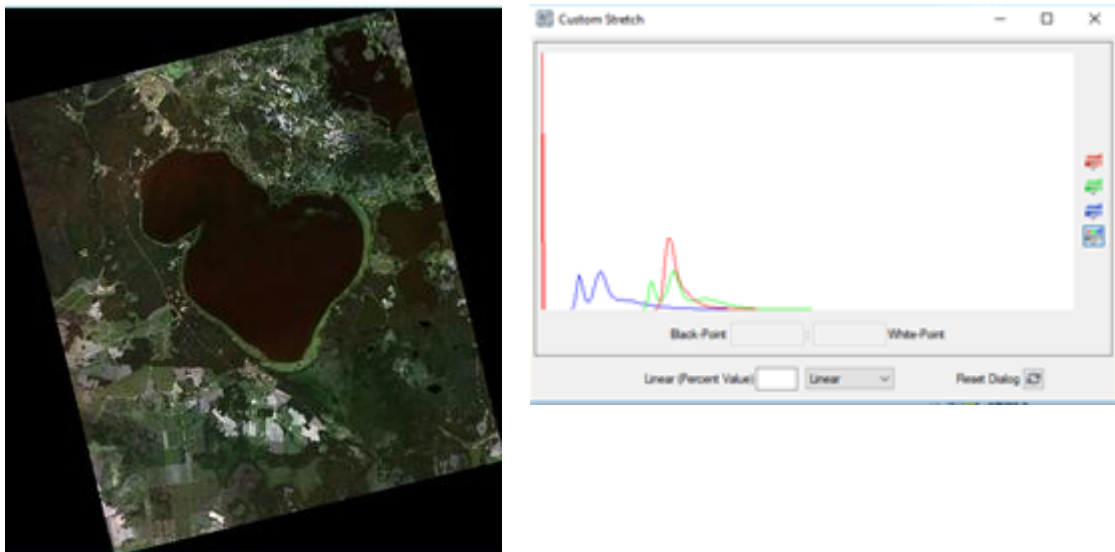 Custom Stretch
Black-Point : White-Point
Linear (Percent Value) Linear
Reset Dialog